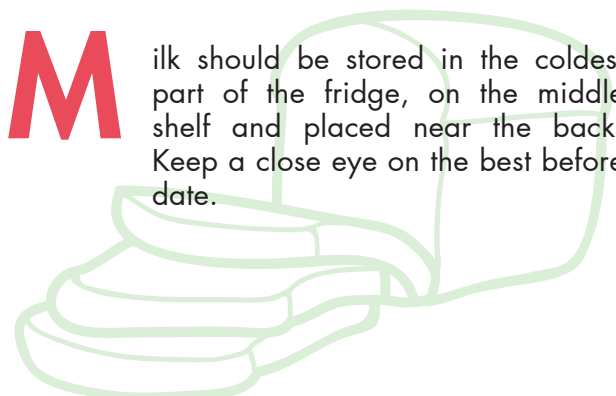 Milk should be stored in the coldes
part of the fridge, on the middle
shelf and placed near the back
Keep a close eye on the best before
date.